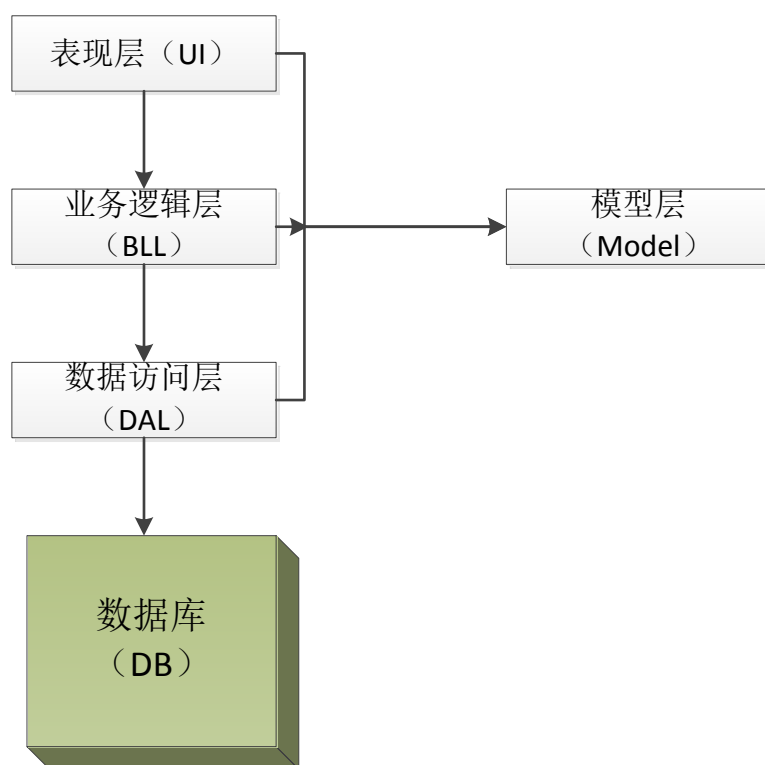 表现层（UI）
业务逻辑层
（BLL）
模型层
（Model）
数据访问层
（DAL）
数据库
（DB）